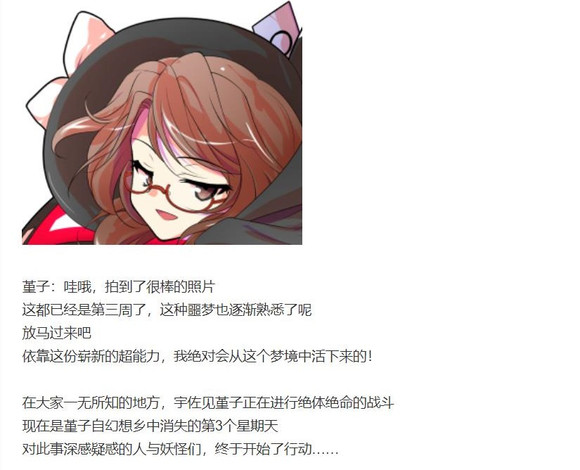 堇子：哇哦，拍到了很棒的照片
这都已经是第三周了，这种噩梦也逐渐熟悉了呢
放马过来吧
依靠这份崭新的超能力，我绝对会从这个梦境中活下来的！
在大家一无所知的地方，宇佐见堇子正在进行绝体绝命的战斗
现在是堇子自幻想乡中消失的第3个星期天
对此事深感疑惑的人与妖怪们，终于开始了行动……